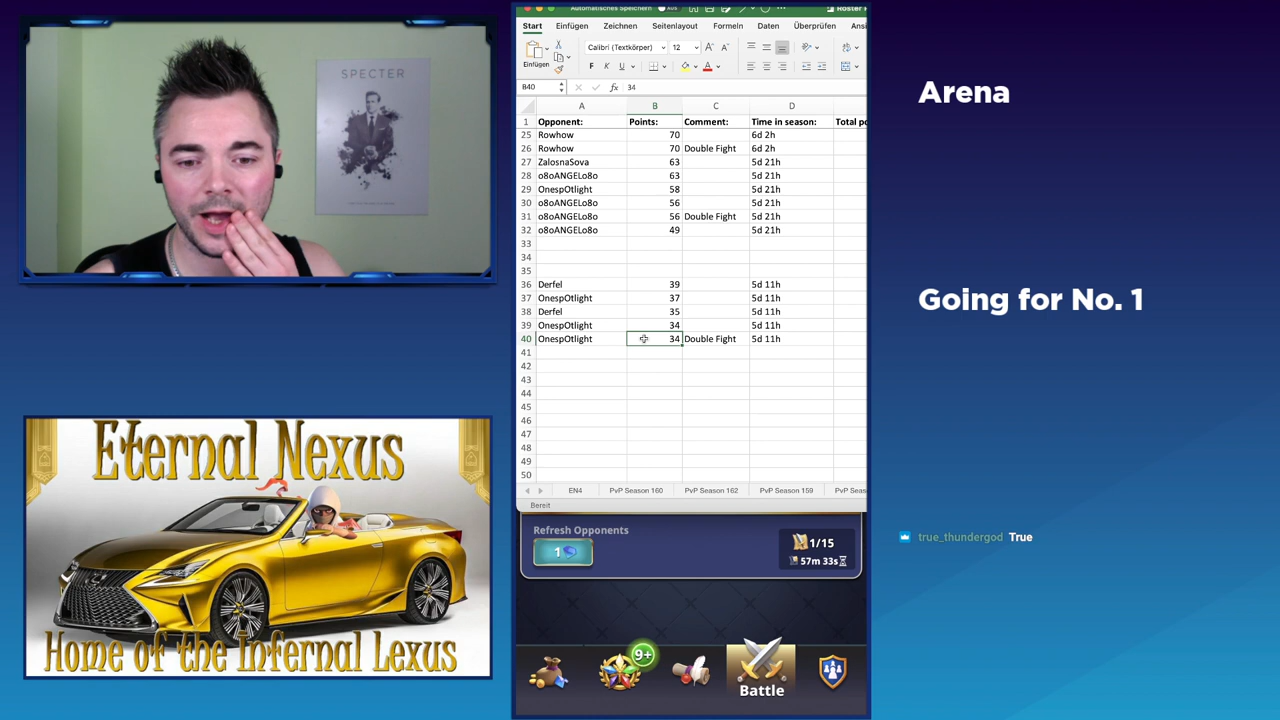 SPECTER
Automatisches Speichern
Start Einfügen Zeichnen Seitenlayout Formeln Daten Überprüfen
Einfügen
Calibri (Textkörper) 12
F K U
B40 fx 34
A B C D
1 Opponent: Points: Comment: Time in season:
25 Rowhow 70 6d 2h
26 Rowhow 70 Double Fight 6d 2h
27 ZalosnaSova 63 5d 21h
28 o8oANGELo8o 63 5d 21h
29 OnespOtlight 58 5d 21h
30 o8oANGELo8o 56 5d 21h
31 o8oANGELo8o 56 Double Fight 5d 21h
32 o8oANGELo8o 49 5d 21h
33
34
35
36 Derfel 39 5d 11h
37 OnespOtlight 37 5d 11h
38 Derfel 35 5d 11h
39 OnespOtlight 34 5d 11h
40 OnespOtlight 34 Double Fight 5d 11h
41
42
43
44
45
46
47
48
49
50
EN4 PvP Season 160 PvP Season 162 PvP Season 159
Bereit
Refresh Opponents
1
1/15
57m 33s
9+
Battle
Arena
Going for No. 1
true_thundergod True
Eternal Nexus
Home of the Infernal Lexus